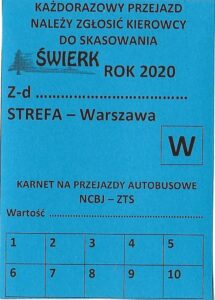 KAŻDORAZOWY PRZEJAZD
NALEŻY ZGŁOSIĆ KIEROWCY
DO SKASOWANIA
ŚWIERK ROK 2020
Z-d ................................
STREFA – Warszawa
W
KARNET NA PRZEJAZDY AUTOBUSOWE
NCBJ – ZTS
Wartość ................................
1 2 3 4 5
6 7 8 9 10